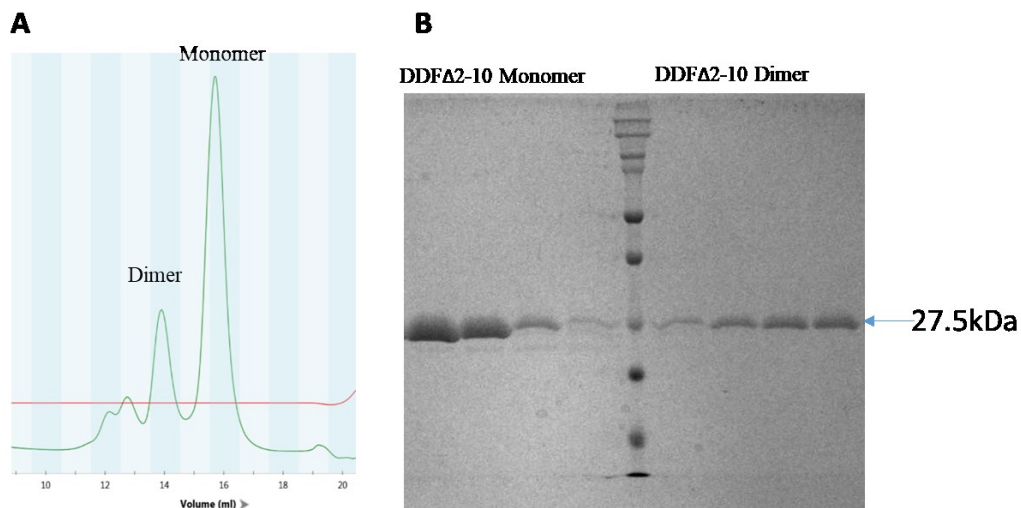 A
Monomer
Dimer
10 12 14 16 18 20
Volume (ml)
B
DDFΔ2-10 Monomer DDFΔ2-10 Dimer
27.5kDa